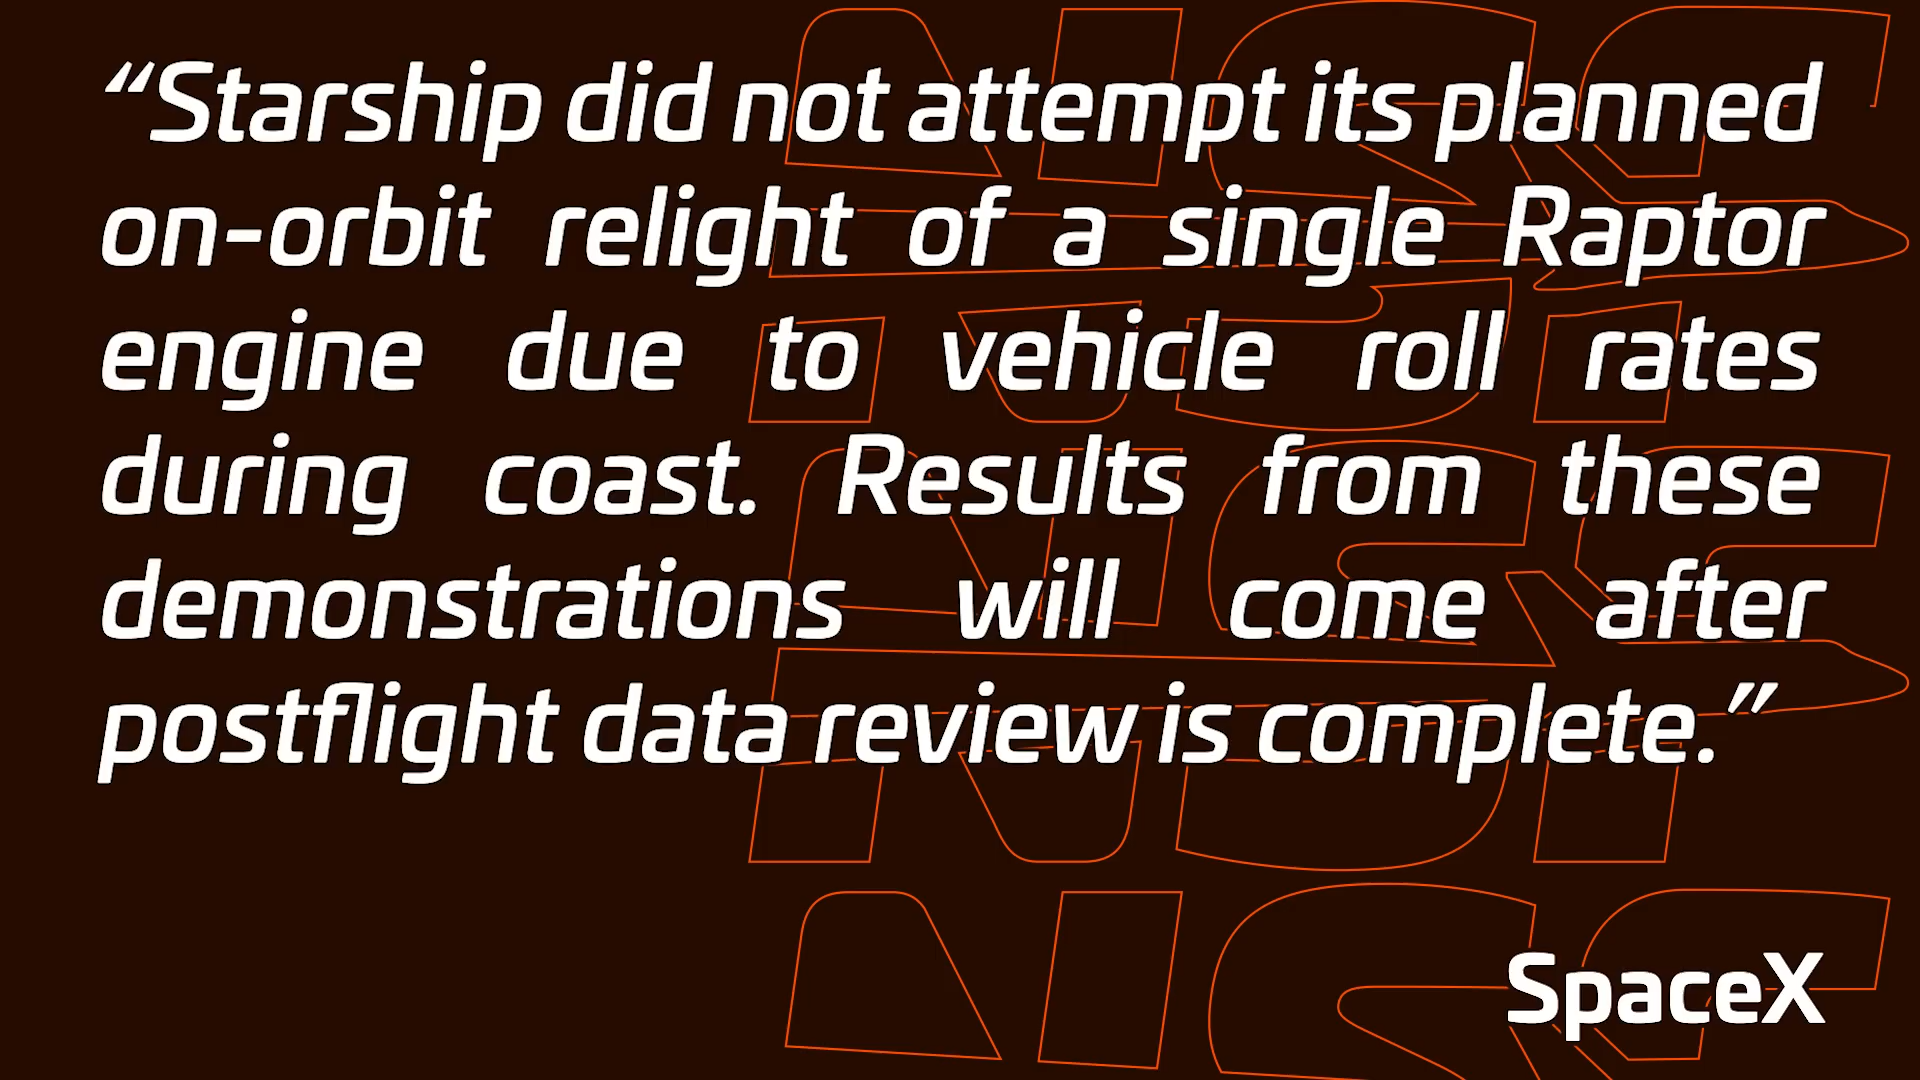 “Starship did not attempt its planned
on-orbit relight of a single Raptor
engine due to vehicle roll rates
during coast. Results from these
demonstrations will come after
postflight data review is complete.”
SpaceX